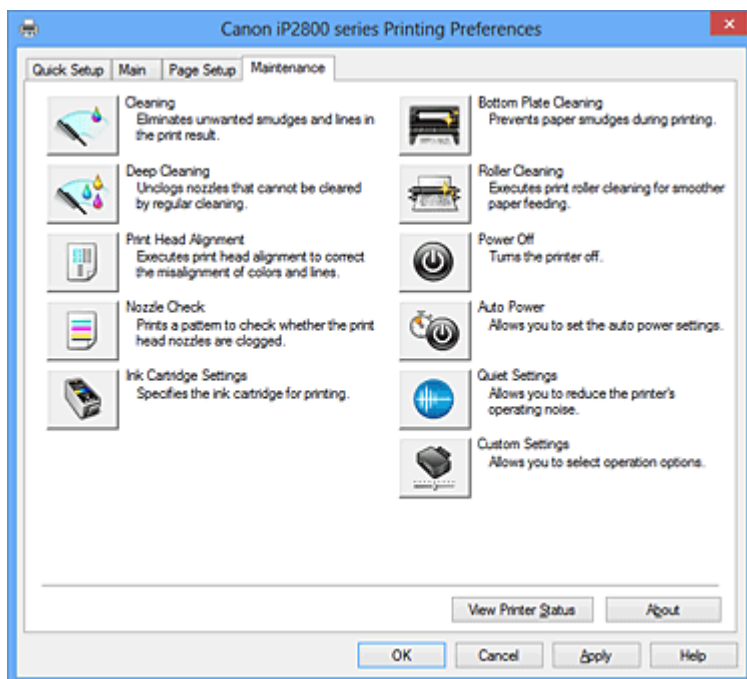 Canon iP2800 series Printing Preferences
Quick Setup
Main
Page Setup
Maintenance
Cleaning
Eliminates unwanted smudges and lines in
the print result.
Deep Cleaning
Unclogs nozzles that cannot be cleared
by regular cleaning.
Print Head Alignment
Executes print head alignment to correct
the misalignment of colors and lines.
Nozzle Check
Prints a pattern to check whether the print
head nozzles are clogged.
Ink Cartridge Settings
Specifies the ink cartridge for printing.
Bottom Plate Cleaning
Prevents paper smudges during printing.
Roller Cleaning
Executes print roller cleaning for smoother
paper feeding.
Power Off
Turns the printer off.
Auto Power
Allows you to set the auto power settings.
Quiet Settings
Allows you to reduce the printer's
operating noise.
Custom Settings
Allows you to select operation options.
View Printer Status
About
OK
Cancel
Apply
Help